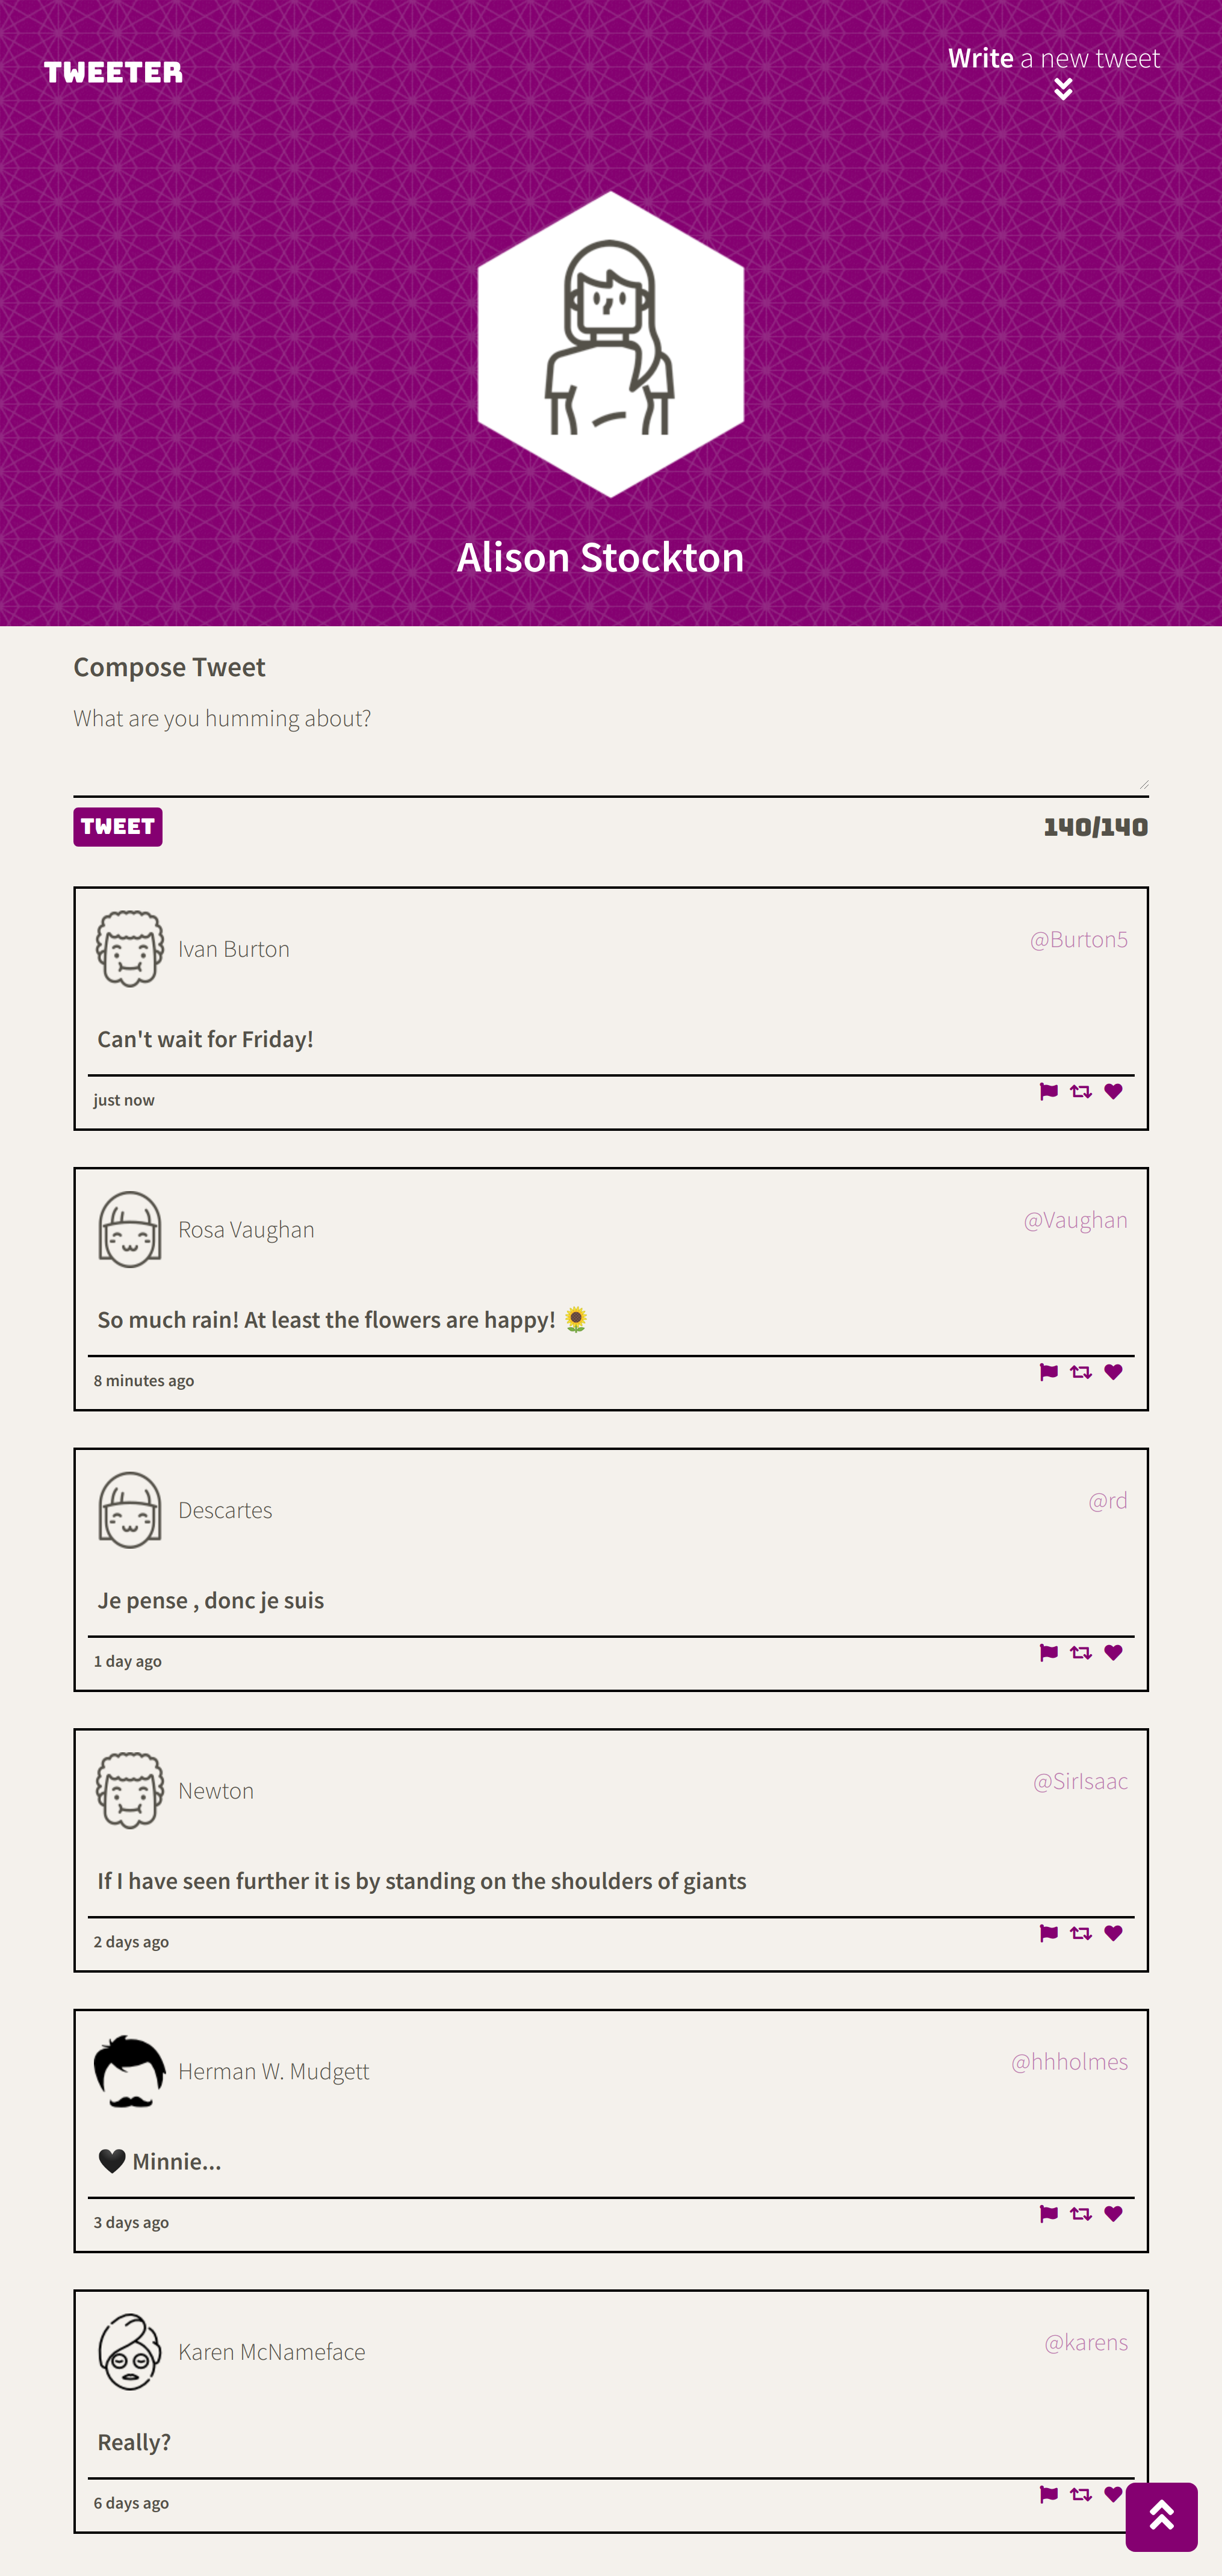 TWEETER
Write a new tweet
Alison Stockton
Compose Tweet
What are you humming about?
TWEET
140/140
Ivan Burton
@Burton5
Can't wait for Friday!
just now
Rosa Vaughan
@Vaughan
So much rain! At least the flowers are happy! 🌻
8 minutes ago
Descartes
@rd
Je pense , donc je suis
1 day ago
Newton
@SirIsaac
If I have seen further it is by standing on the shoulders of giants
2 days ago
Herman W. Mudgett
@hhholmes
🖤 Minnie...
3 days ago
Karen McNameface
@karens
Really?
6 days ago